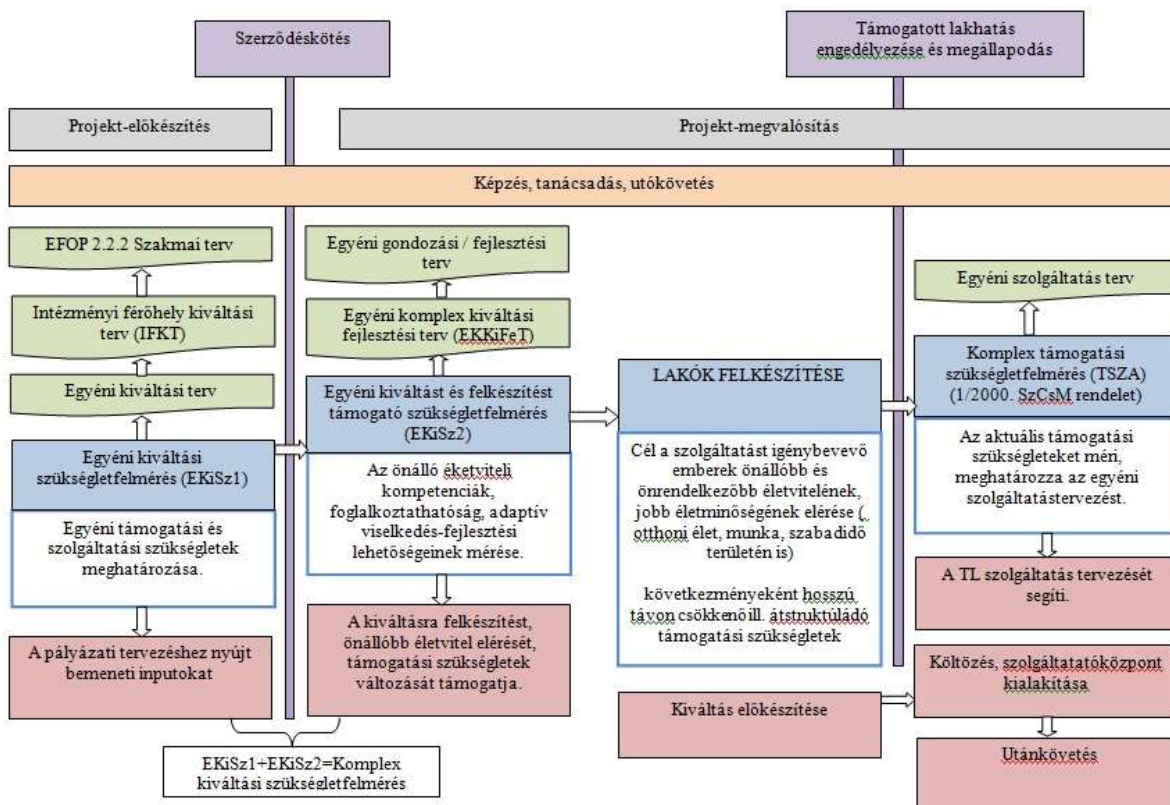 Szerződéskötés
Támogatott lakhatás
engedélyezése és megállapodás
Projekt-előkészítés
Projekt-megvalósítás
Képzés, tanácsadás, utókövetés
EFOP 2.2.2 Szakmai terv
Intézményi férőhely kiváltási
terv (IFKT)
Egyéni kiváltási terv
Egyéni kiváltási
szükségletfelmérés (EKiSz1)
Egyéni támogatási és
szolgáltatási szükségletek
meghatározása.
A pályázati tervezéshez nyújt
bemeneti inputokat
Egyéni gondozási / fejlesztési
terv
Egyéni komplex kiváltási
fejlesztési terv (EKKiFeT)
Egyéni kiváltást és felkészítést
támogató szükségletfelmérés
(EKiSz2)
Az önálló éketviteli
kompetenciák,
foglalkoztathatóság, adaptív
viselkedés-fejlesztési
lehetőségeinek mérése.
A kiváltásra felkészítést,
önállóbb életvitel elérését,
támogatási szükségletek
változását támogatja.
EKiSz1+EKiSz2=Komplex
kiváltási szükségletfelmérés
LAKÓK FELKÉSZÍTÉSE
Cél a szolgáltatást igénybevevő
emberek önállóbb és
önrendelkezőbb életvitelének,
jobb életminőségének elérése (
otthoni élet, munka, szabadidő
területén is)
következményeként hosszú
távon csökkenőill. átstruktúládó
támogatási szükségletek
Kiváltás előkészítése
Egyéni szolgáltatás terv
Komplex támogatási
szükségletfelmérés (TSZA)
(1/2000. SzCsM rendelet)
Az aktuális támogatási
szükségleteket méri,
meghatározza az egyéni
szolgáltatástervezést.
A TL szolgáltatás tervezését
segíti.
Költözés, szolgáltatatóközpont
kialakítása
Utánkövetés